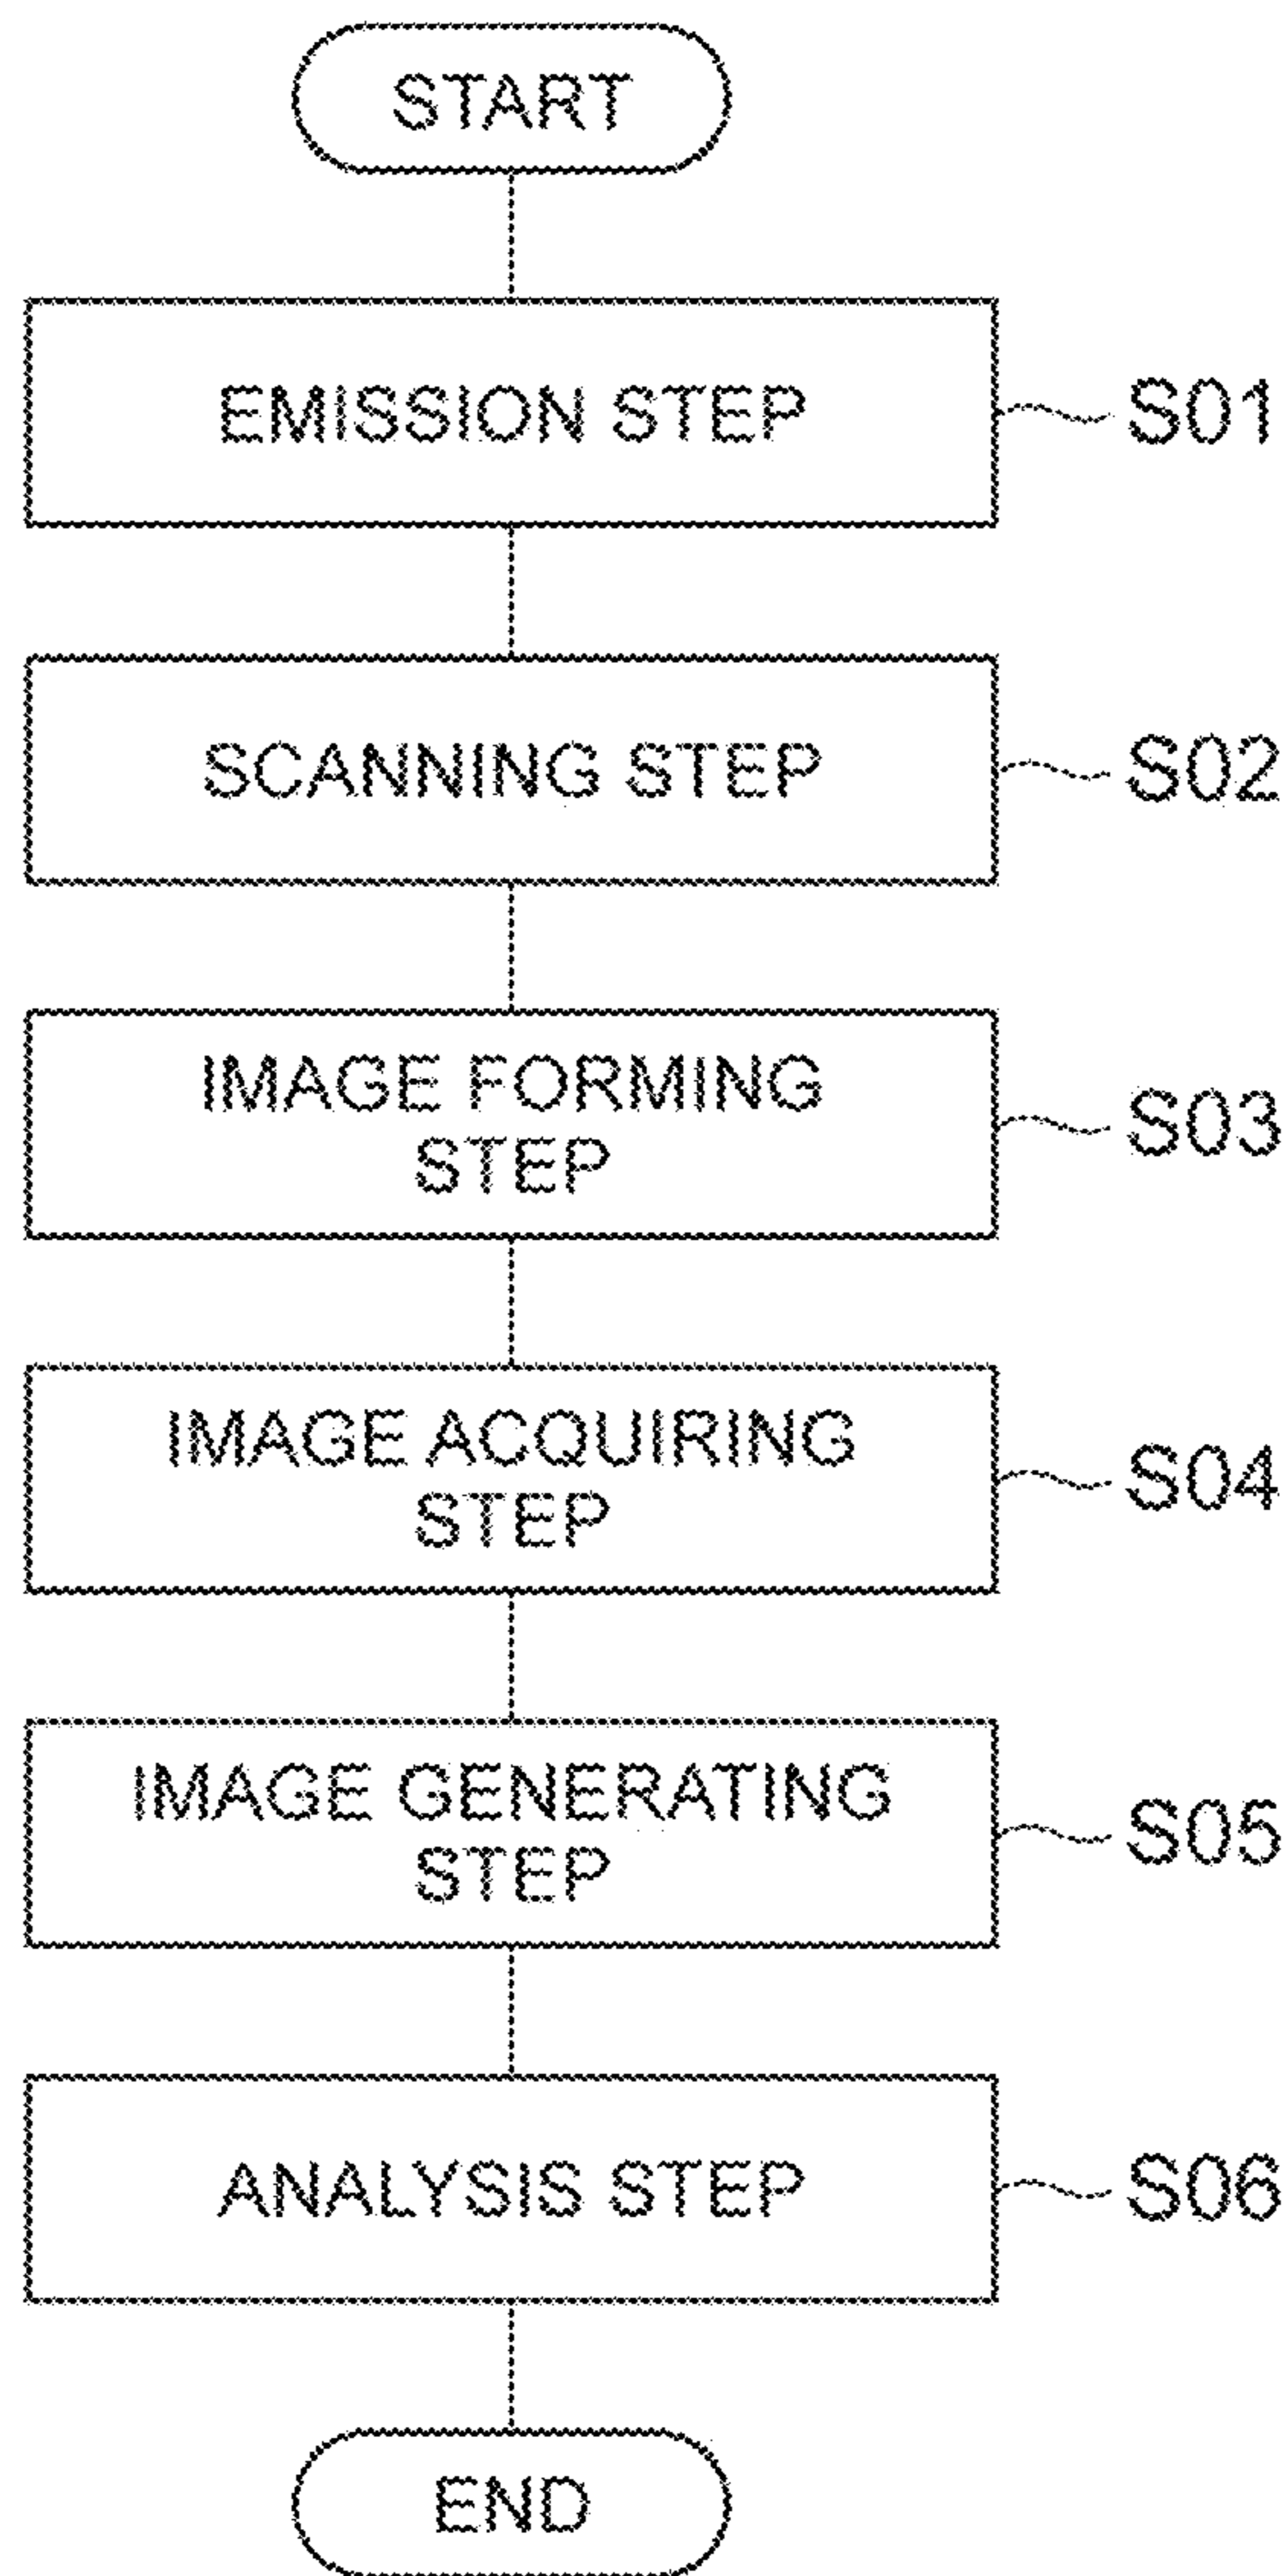 START
EMISSION STEP
S01
SCANNING STEP
S02
IMAGE FORMING
STEP
S03
IMAGE ACQUIRING
STEP
S04
IMAGE GENERATING
STEP
S05
ANALYSIS STEP
S06
END